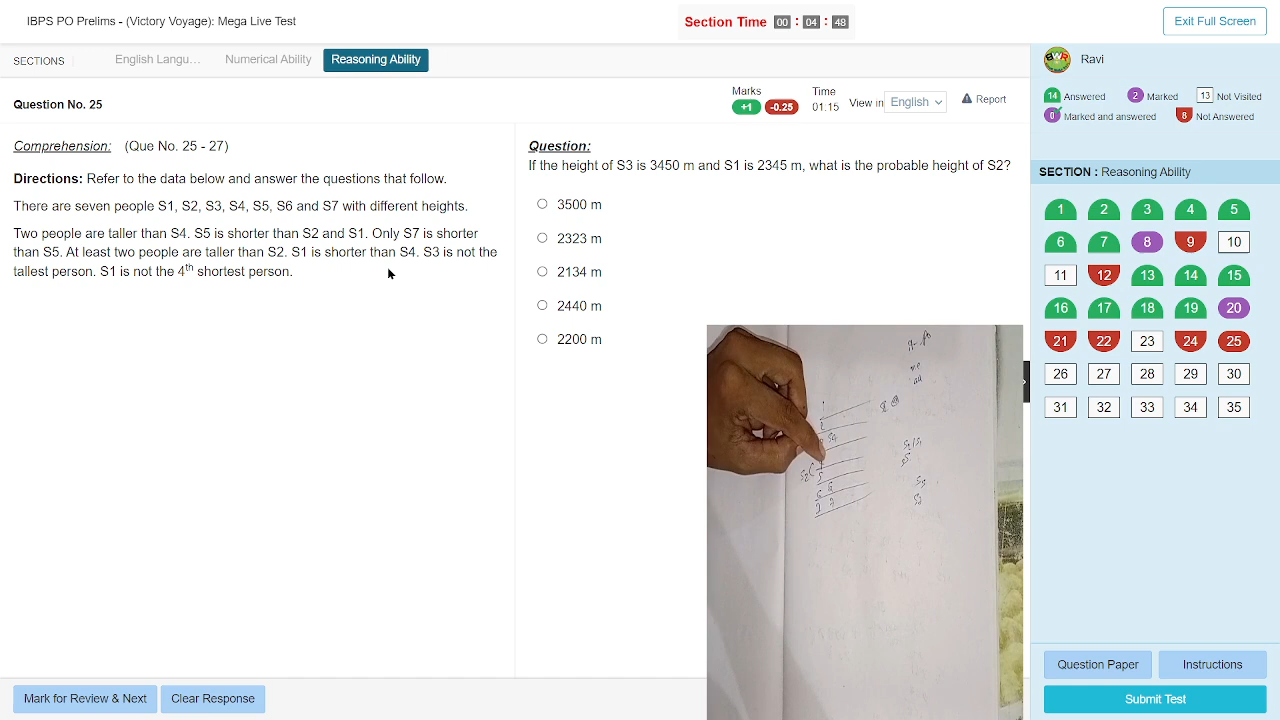 IBPS PO Prelims - (Victory Voyage): Mega Live Test
Section Time 00 : 04 : 48
Exit Full Screen
SECTIONS
English Langu...
Numerical Ability
Reasoning Ability
Ravi
Question No. 25
Marks
+1 -0.25
Time
01:15
View in English
Report
14 Answered
2 Marked
13 Not Visited
0 Marked and answered
8 Not Answered
Comprehension: (Que No. 25 - 27)
Directions: Refer to the data below and answer the questions that follow.
There are seven people S1, S2, S3, S4, S5, S6 and S7 with different heights.
Two people are taller than S4. S5 is shorter than S2 and S1. Only S7 is shorter
than S5. At least two people are taller than S2. S1 is shorter than S4. S3 is not the
tallest person. S1 is not the 4th shortest person.
Question:
If the height of S3 is 3450 m and S1 is 2345 m, what is the probable height of S2?
3500 m
2323 m
2134 m
2440 m
2200 m
SECTION : Reasoning Ability
1 2 3 4 5
6 7 8 9 10
11 12 13 14 15
16 17 18 19 20
21 22 23 24 25
26 27 28 29 30
31 32 33 34 35
S4
Mark for Review & Next
Clear Response
Question Paper
Instructions
Submit Test